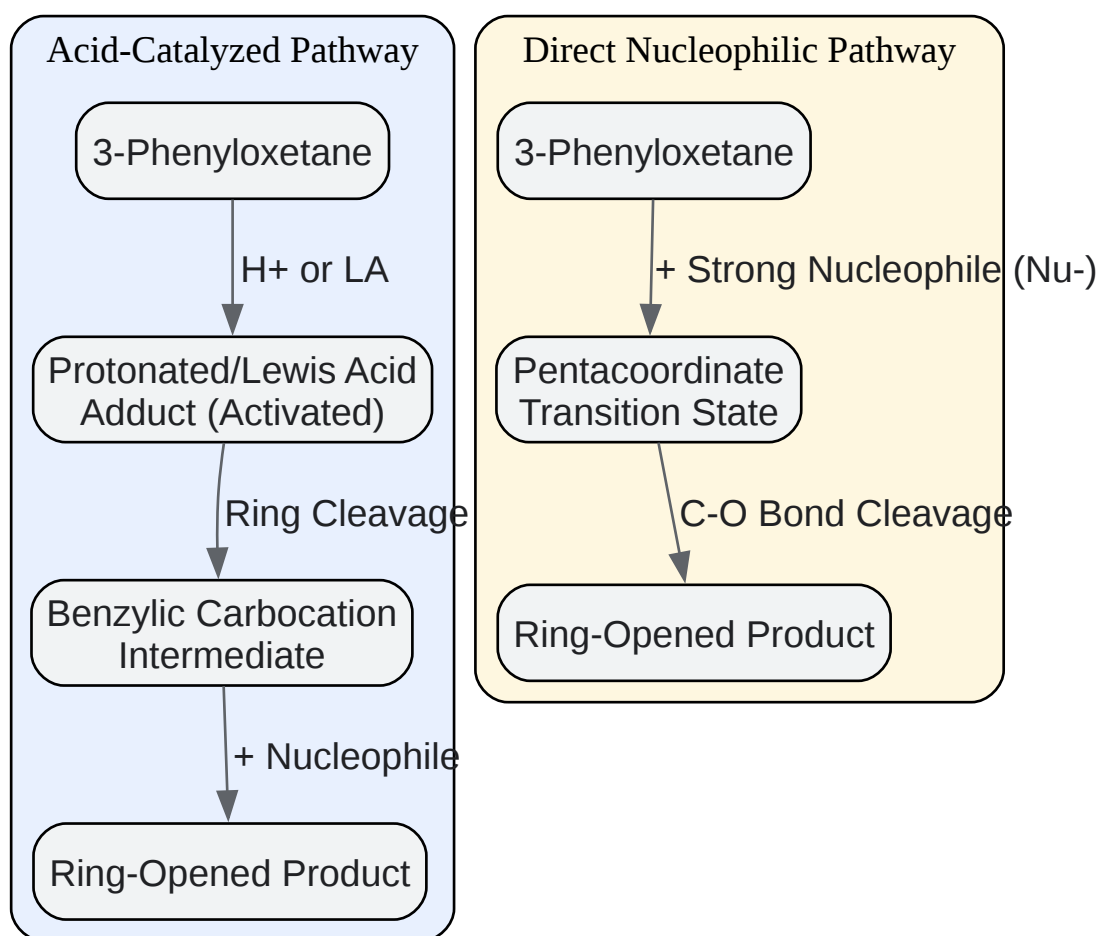 Acid-Catalyzed Pathway
3-Phenyloxetane
H+ or LA
Protonated/Lewis Acid
Adduct (Activated)
Ring Cleavage
Benzylic Carbocation
Intermediate
+ Nucleophile
Ring-Opened Product
Direct Nucleophilic Pathway
3-Phenyloxetane
+ Strong Nucleophile (Nu-)
Pentacoordinate
Transition State
C-O Bond Cleavage
Ring-Opened Product